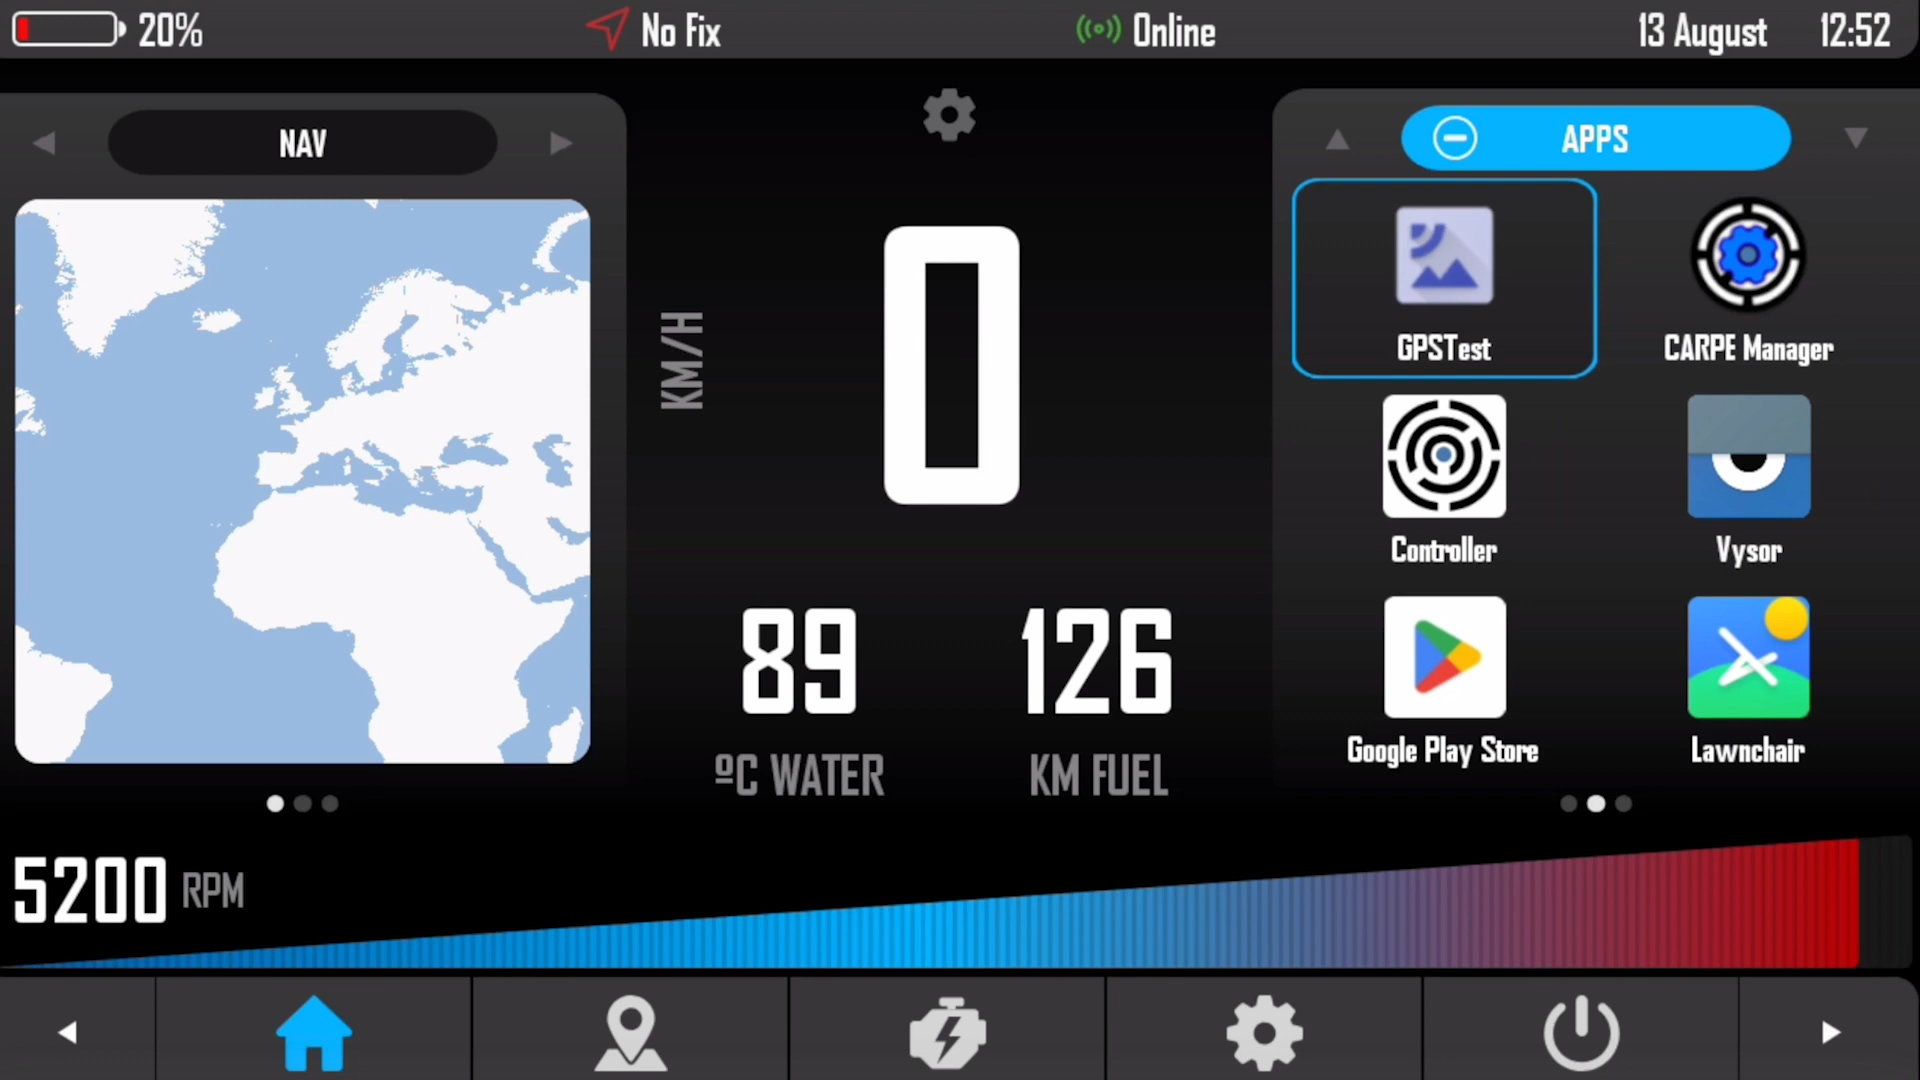 20%
No Fix
Online
13 August
12:52
NAV
APPS
KM/H
0
GPSTest
CARPE Manager
Controller
Vysor
89
126
ºC WATER
KM FUEL
Google Play Store
Lawnchair
5200 RPM